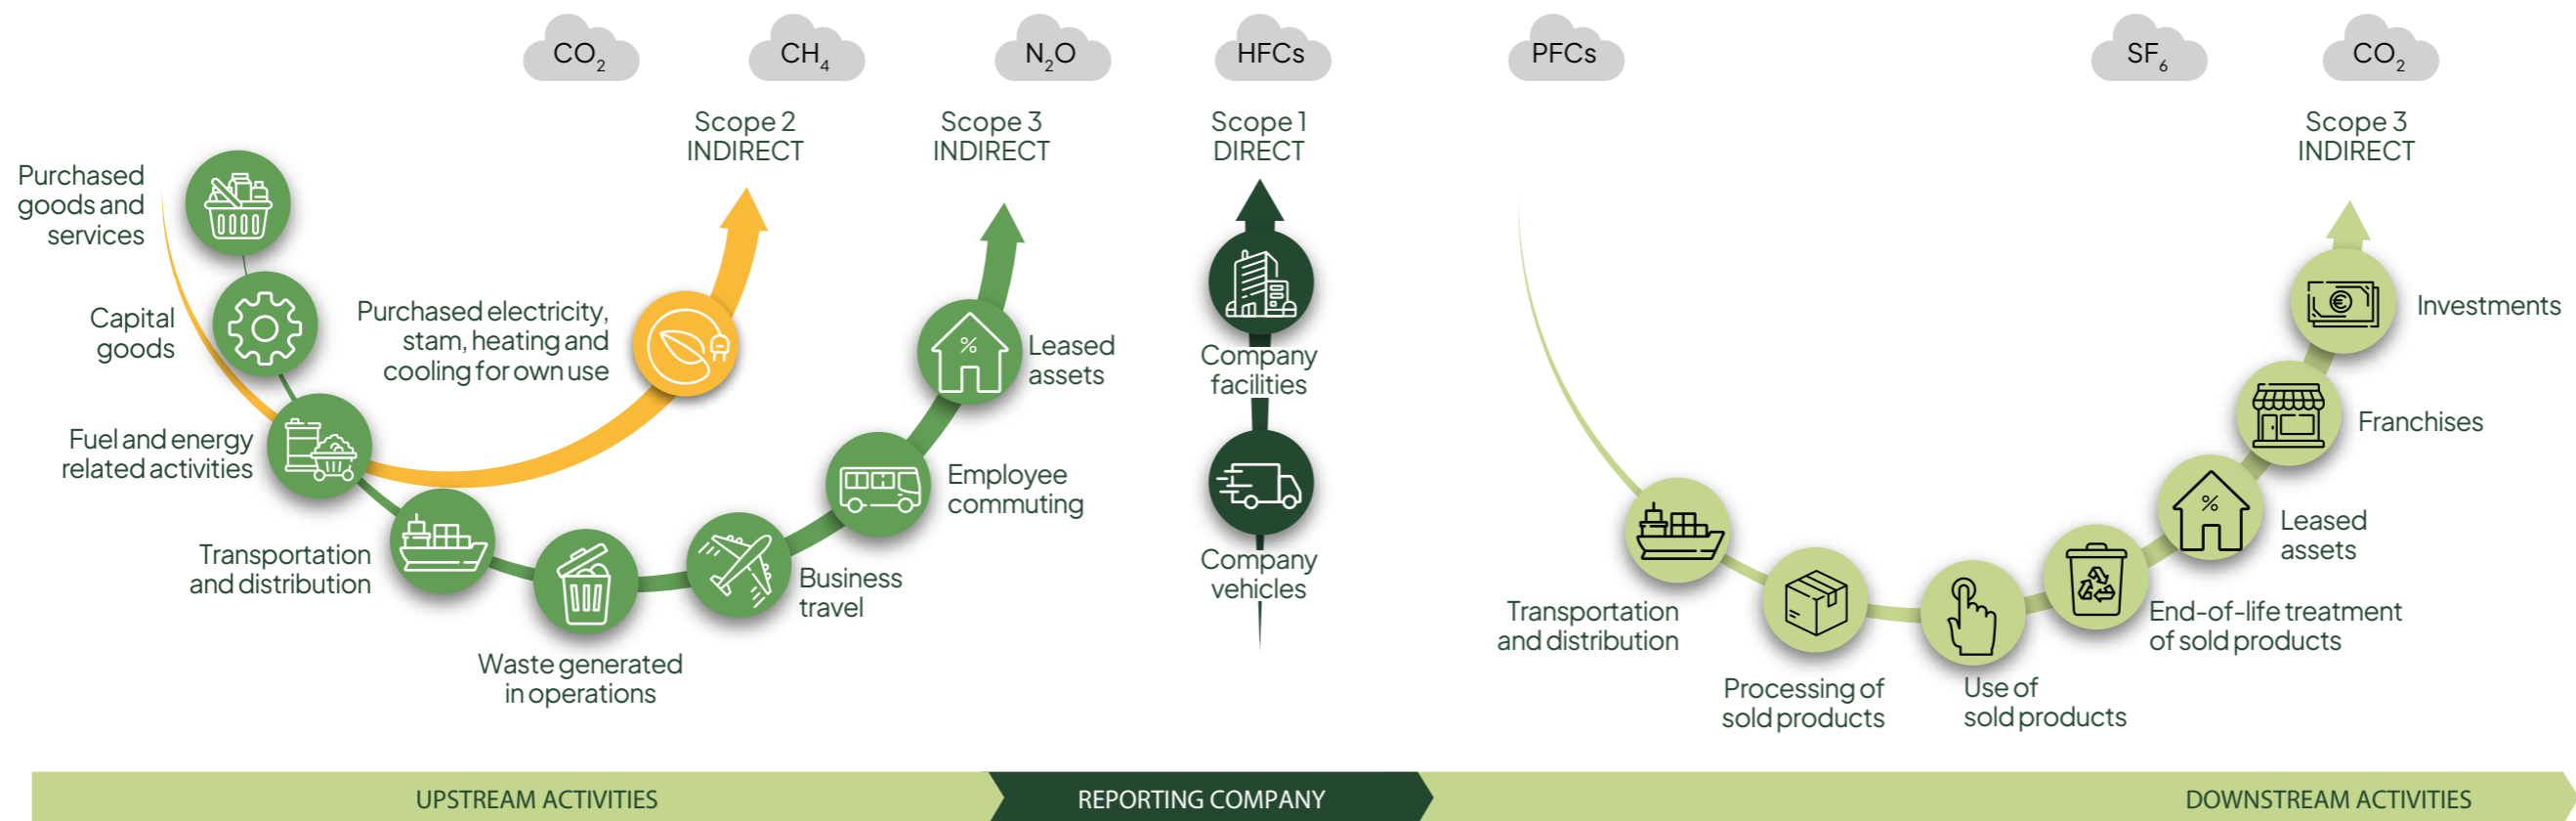 CO2
CH4
N2O
HFCs
PFCs
SF6
CO2
Scope 2
INDIRECT
Scope 3
INDIRECT
Scope 1
DIRECT
Scope 3
INDIRECT
Purchased
goods and
services
Capital
goods
Fuel and energy
related activities
Purchased electricity,
stam, heating and
cooling for own use
Transportation
and distribution
Waste generated
in operations
Business
travel
Employee
commuting
%
Leased
assets
Company
facilities
Company
vehicles
Transportation
and distribution
Processing of
sold products
Use of
sold products
End-of-life treatment
of sold products
%
Leased
assets
Franchises
€
Investments
UPSTREAM ACTIVITIES
REPORTING COMPANY
DOWNSTREAM ACTIVITIES